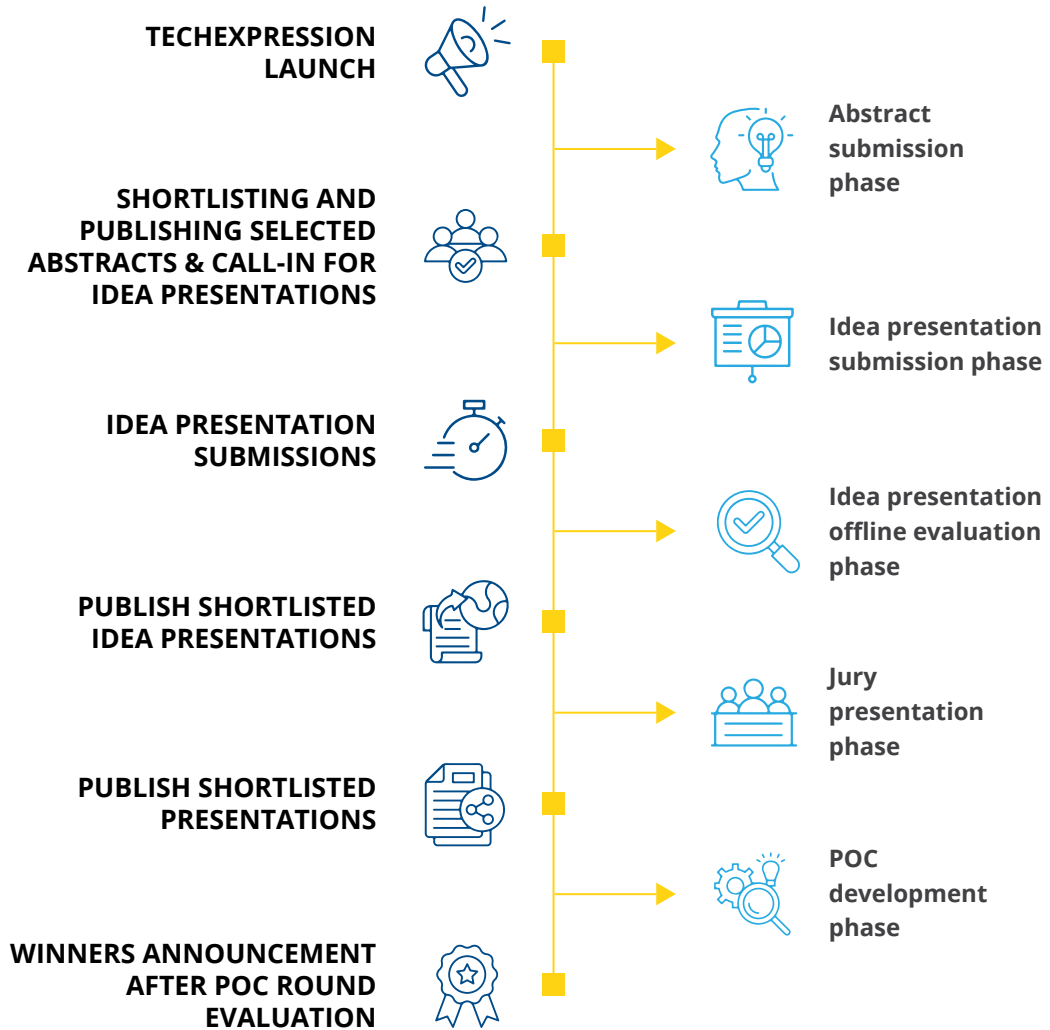 TECHEXPRESSION
LAUNCH
Abstract
submission
phase
SHORTLISTING AND
PUBLISHING SELECTED
ABSTRACTS & CALL-IN FOR
IDEA PRESENTATIONS
Idea presentation
submission phase
IDEA PRESENTATION
SUBMISSIONS
Idea presentation
offline evaluation
phase
PUBLISH SHORTLISTED
IDEA PRESENTATIONS
Jury
presentation
phase
PUBLISH SHORTLISTED
PRESENTATIONS
POC
development
phase
WINNERS ANNOUNCEMENT
AFTER POC ROUND
EVALUATION